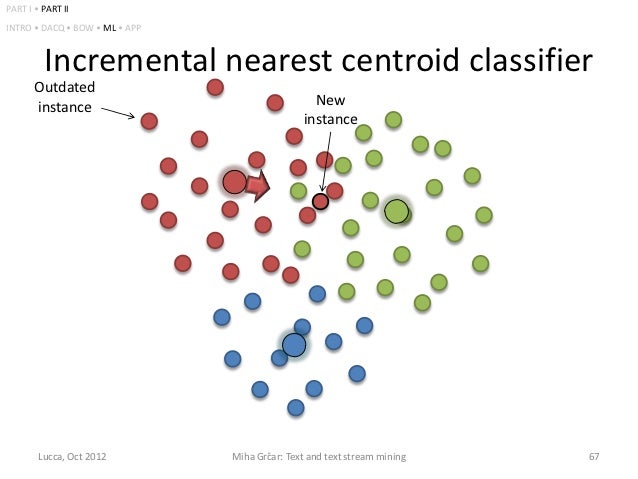 PART I • PART II
INTRO • DACQ • BOW • ML • APP
Incremental nearest centroid classifier
Outdated
instance
New
instance
Lucca, Oct 2012
Miha Grčar: Text and text stream mining
67